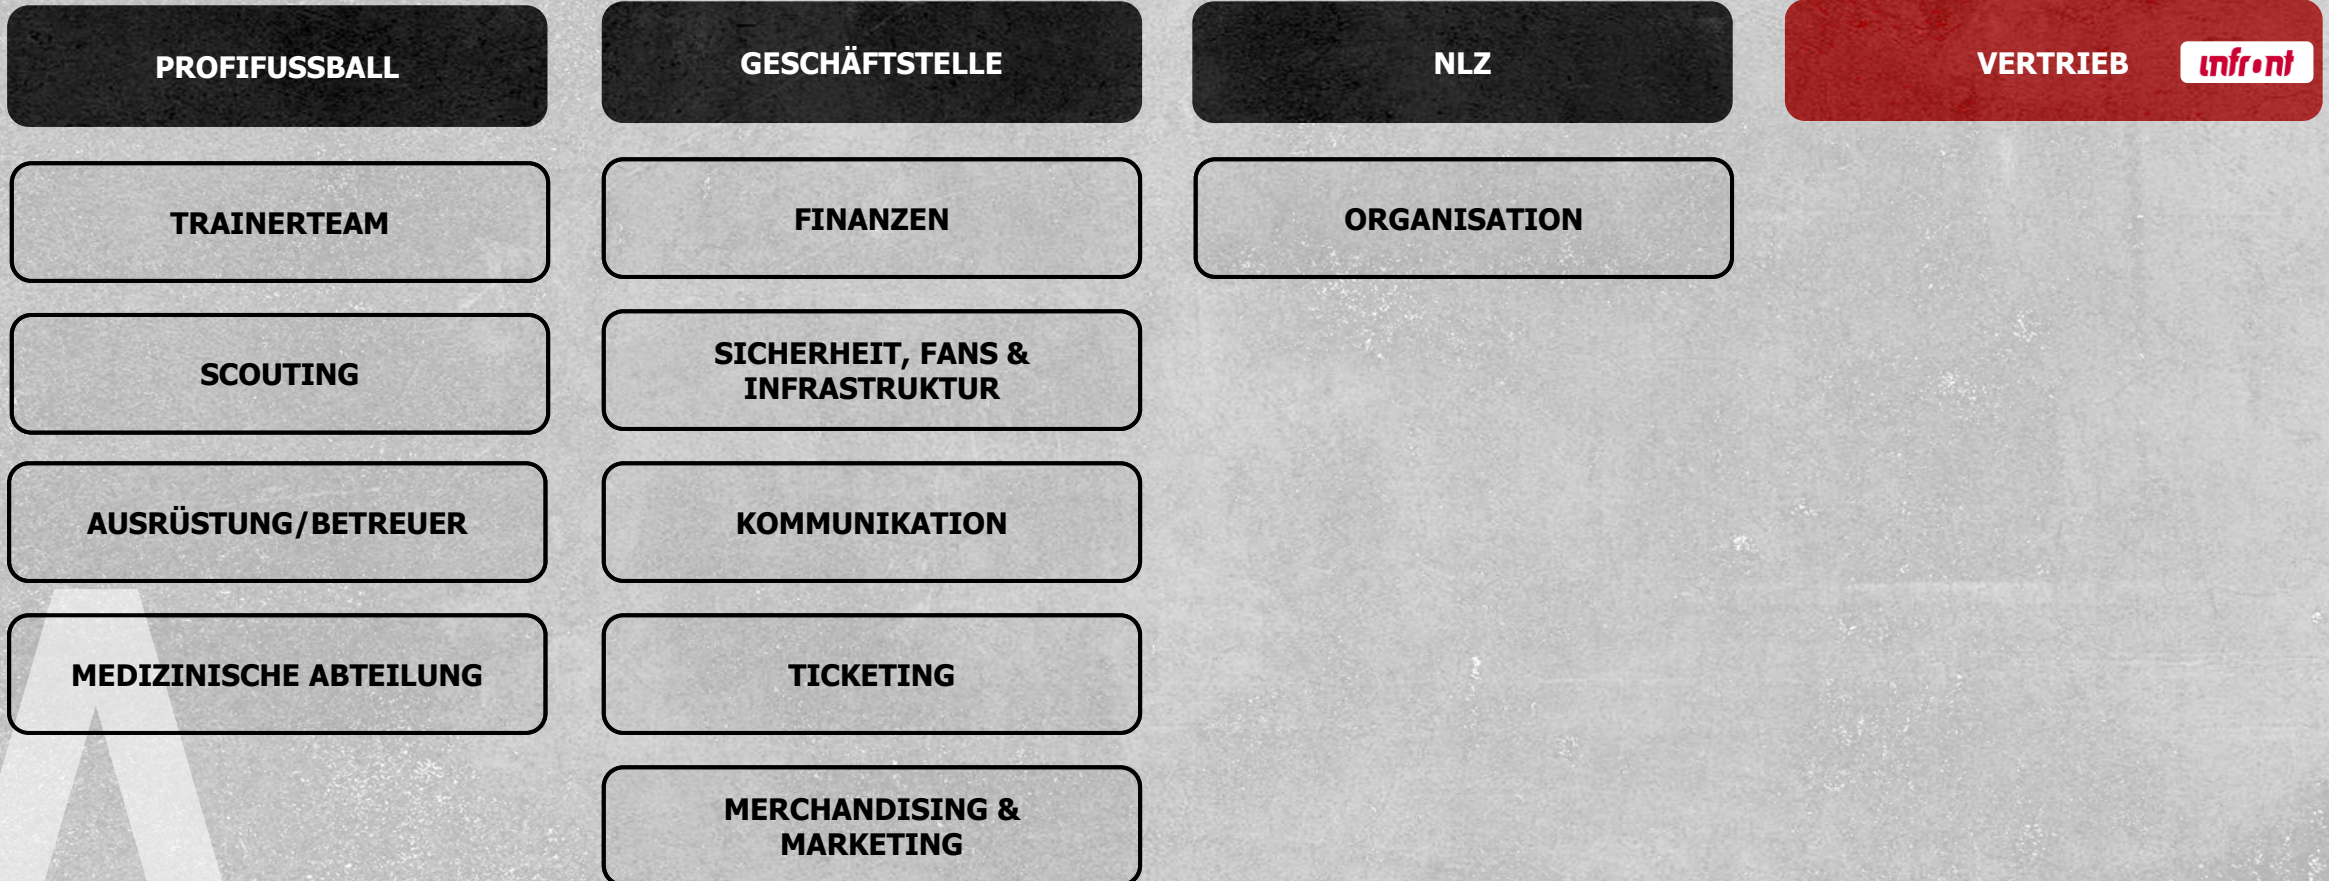 PROFIFUSSBALL
TRAINERTEAM
SCOUTING
AUSRÜSTUNG/BETREUER
MEDIZINISCHE ABTEILUNG
GESCHÄFTSTELLE
FINANZEN
SICHERHEIT, FANS &
INFRASTRUKTUR
KOMMUNIKATION
TICKETING
MERCHANDISING &
MARKETING
NLZ
ORGANISATION
VERTRIEB infront